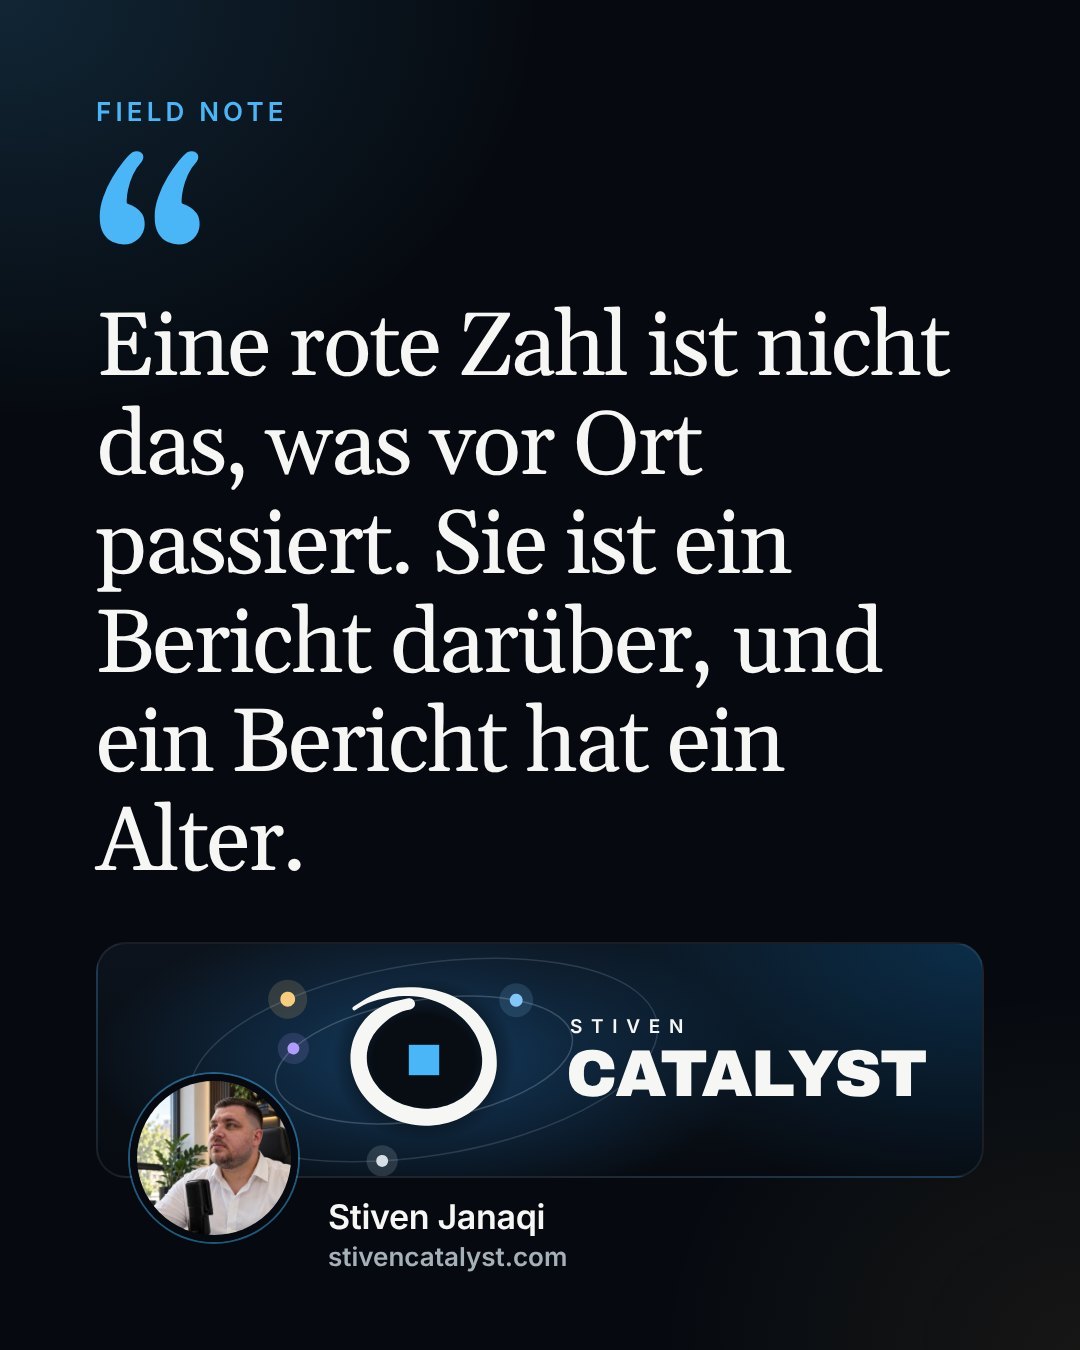 FIELD NOTE
“
Eine rote Zahl ist nicht
das, was vor Ort
passiert. Sie ist ein
Bericht darüber, und
ein Bericht hat ein
Alter.
STIVEN
CATALYST
Stiven Janaqi
stivencatalyst.com